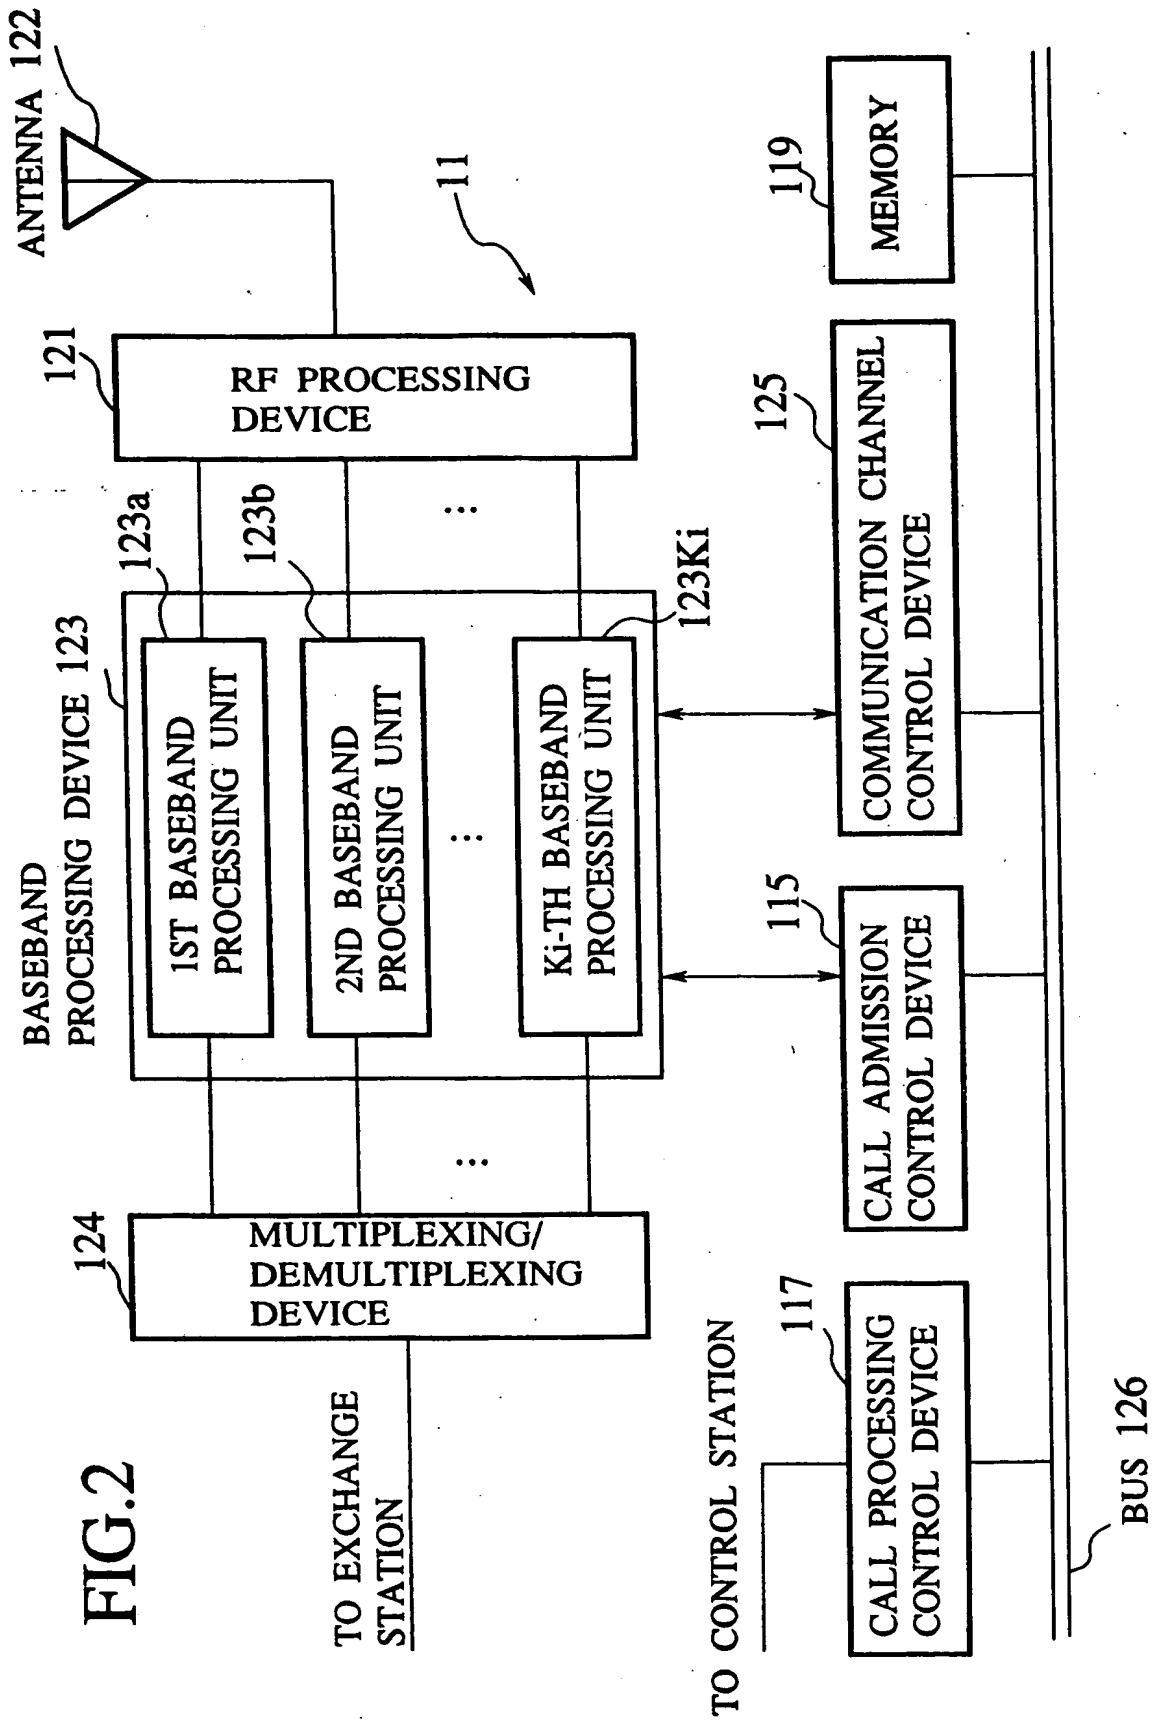 FIG.2
BASEBAND
PROCESSING DEVICE 123
ANTENNA 122
124
123a
121
1ST BASEBAND
PROCESSING UNIT
123b
2ND BASEBAND
PROCESSING UNIT
...
...
...
MULTIPLEXING/
DEMULTIPLEXING
DEVICE
RF PROCESSING
DEVICE
TO EXCHANGE
STATION
Ki-TH BASEBAND
PROCESSING UNIT
123Ki
11
TO CONTROL STATION
117
115
125
119
CALL PROCESSING
CONTROL DEVICE
CALL ADMISSION
CONTROL DEVICE
COMMUNICATION CHANNEL
CONTROL DEVICE
MEMORY
BUS 126